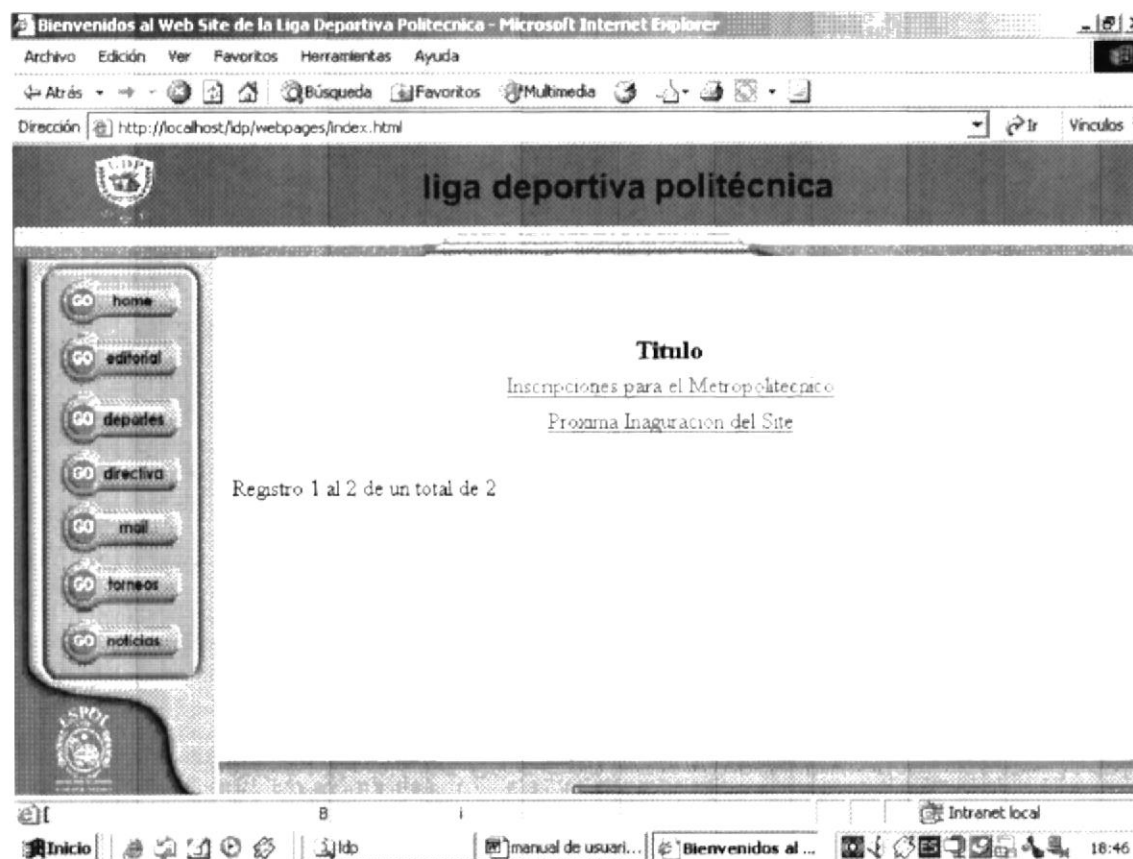 Bienvenidos al Web Site de la Liga Deportiva Politecnica - Microsoft Internet Explorer
Archivo Edición Ver Favoritos Herramientas Ayuda
Atrás Búsqueda Favoritos Multimedia
Dirección http://localhost/ldp/webpages/index.html Ir Vínculos
LDP
liga deportiva politécnica
GO home
GO editorial
GO deportes
GO directiva
GO mail
GO torneos
GO noticias
Titulo
Inscripciones para el Metropolitecnico
Proxima Inaguracion del Site
Registro 1 al 2 de un total de 2
ESPOL
Intranet local
Inicio ldp manual de usuari... Bienvenidos al ... 18:46